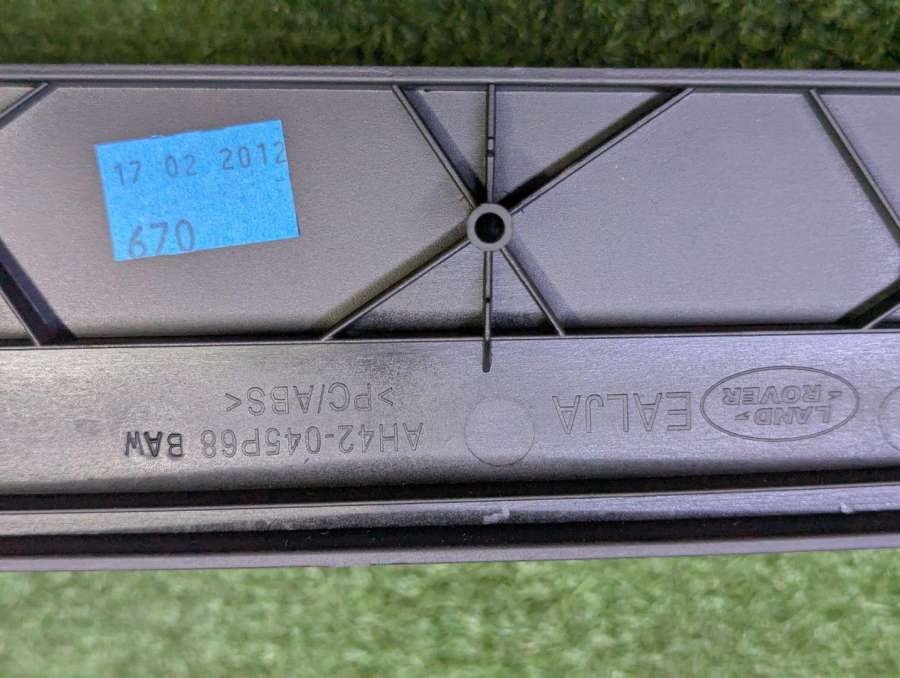 17 02 2012
670
LAND
ROVER
EALJA
>PC/ABS<
AH42-045P68 BAW